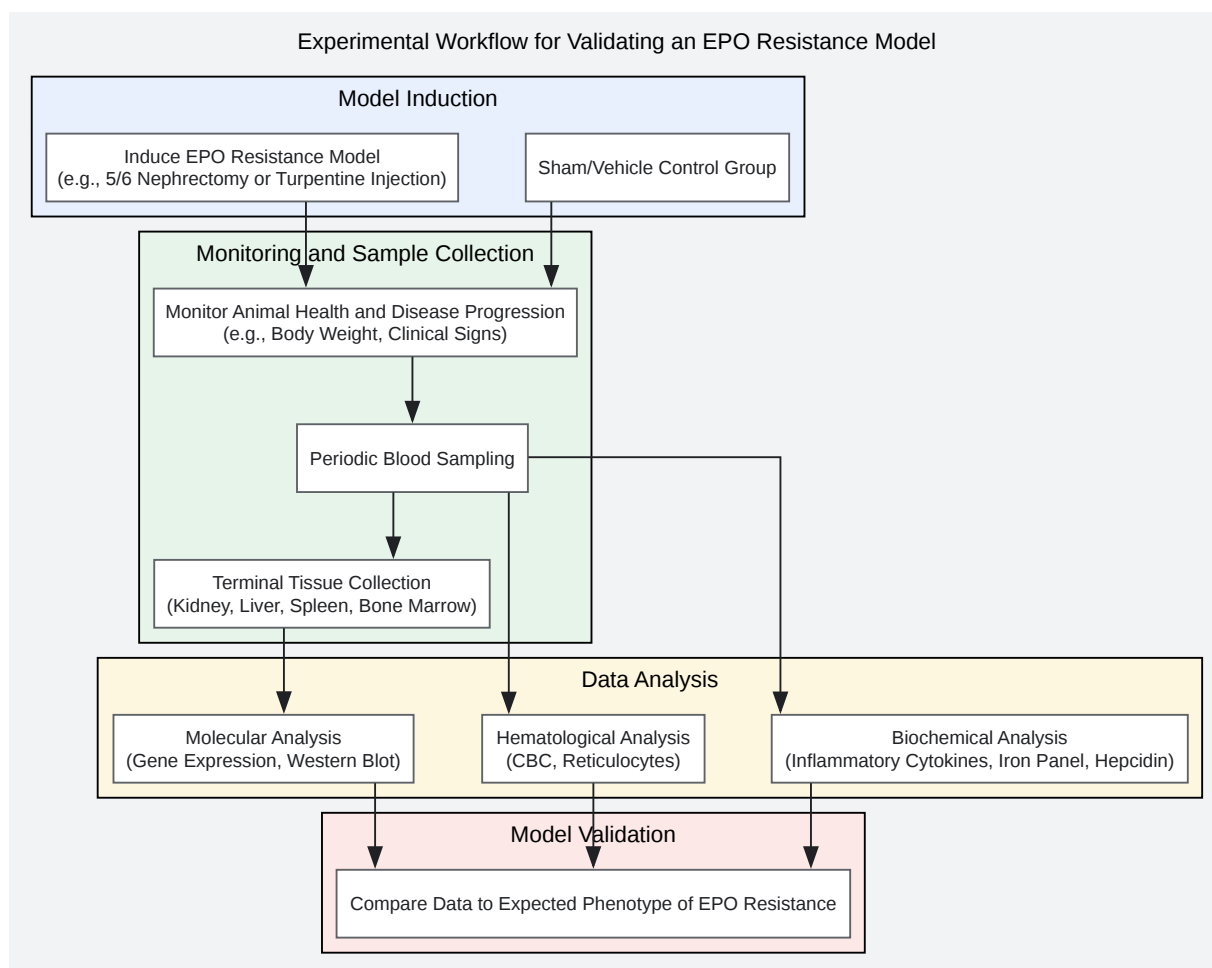 Experimental Workflow for Validating an EPO Resistance Model
Model Induction
Induce EPO Resistance Model
(e.g., 5/6 Nephrectomy or Turpentine Injection)
Sham/Vehicle Control Group
Monitoring and Sample Collection
Monitor Animal Health and Disease Progression
(e.g., Body Weight, Clinical Signs)
Periodic Blood Sampling
Terminal Tissue Collection
(Kidney, Liver, Spleen, Bone Marrow)
Data Analysis
Molecular Analysis
(Gene Expression, Western Blot)
Hematological Analysis
(CBC, Reticulocytes)
Biochemical Analysis
(Inflammatory Cytokines, Iron Panel, Hepcidin)
Model Validation
Compare Data to Expected Phenotype of EPO Resistance